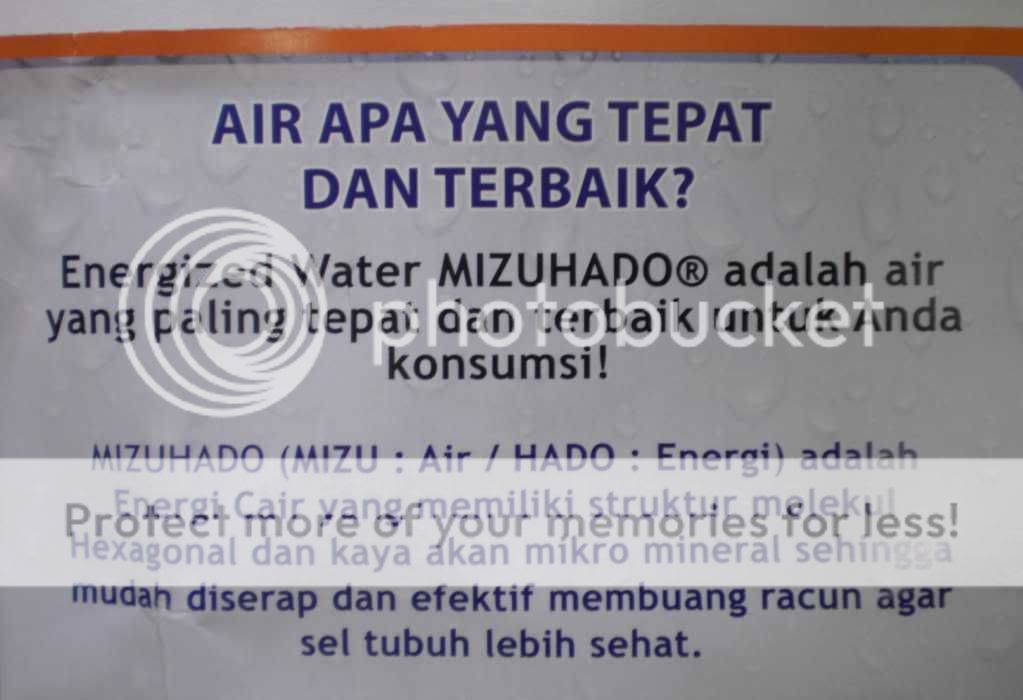 AIR APA YANG TEPAT
DAN TERBAIK?
Energized Water MIZUHADO® adalah air
yang paling tepat dan terbaik untuk Anda
konsumsi!
photobucket
MIZUHADO (MIZU : Air / HADO : Energi) adalah
Energi Cair yang memiliki struktur molekul
Protect more of your memories for less!
Hexagonal dan kaya akan mikro mineral sehingga
mudah diserap dan efektif membuang racun agar
sel tubuh lebih sehat.